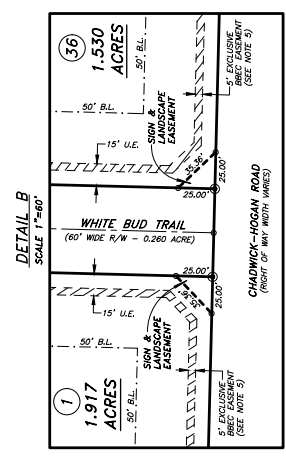 DETAIL B
SCALE 1"=60'
36
1.530
ACRES
50' B.L.
50' B.L.
5' EXCLUSIVE
BBEC EASEMENT
(SEE NOTE 5)
SIGN &
LANDSCAPE
EASEMENT
15' U.E.
35.36'
25.00'
25.00'
WHITE BUD TRAIL
(60' WIDE R/W - 0.260 ACRE)
CHADWICK-HOGAN ROAD
(RIGHT OF WAY WIDTH VARIES)
25.00'
25.00'
15' U.E.
SIGN &
LANDSCAPE
EASEMENT
50' B.L.
50' B.L.
1
1.917
ACRES
5' EXCLUSIVE
BBEC EASEMENT
(SEE NOTE 5)